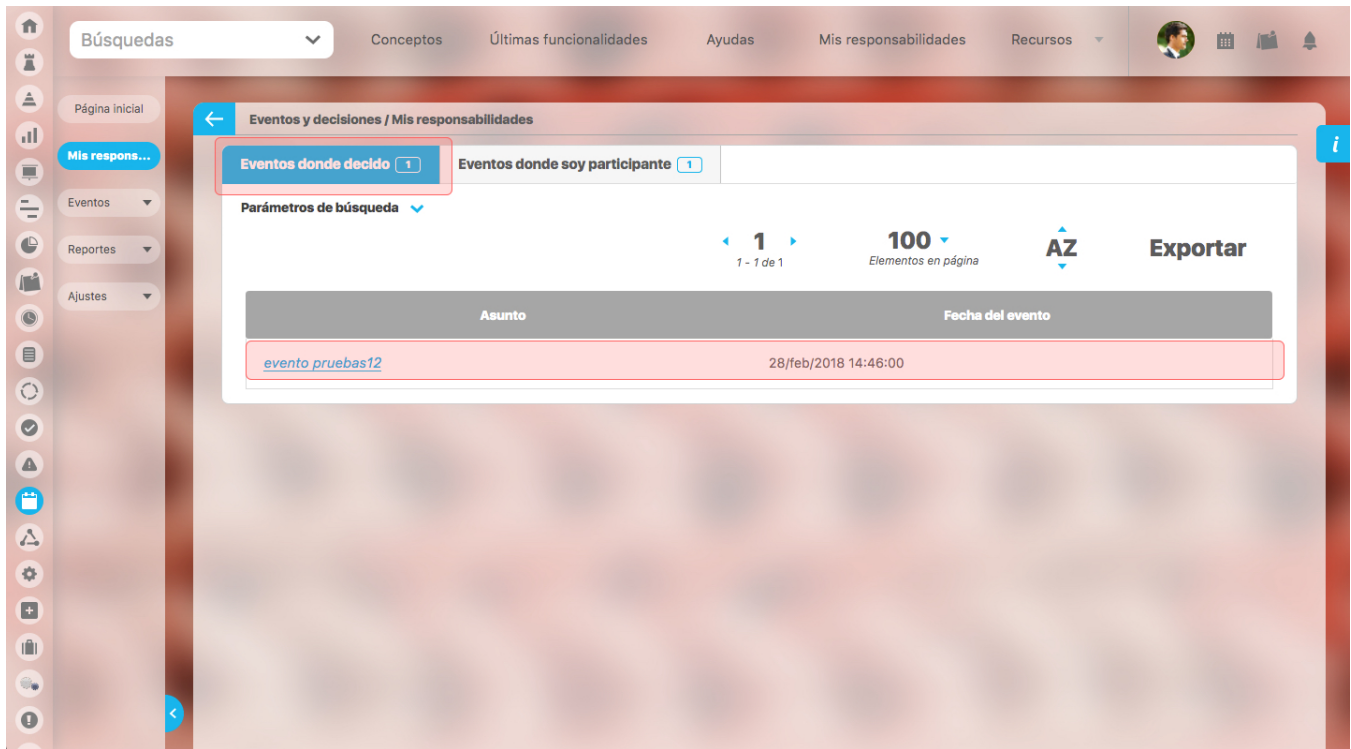 Búsquedas
Conceptos
Últimas funcionalidades
Ayudas
Mis responsabilidades
Recursos
Página inicial
Mis respons...
Eventos
Reportes
Ajustes
Eventos y decisiones / Mis responsabilidades
i
Eventos donde decido 1
Eventos donde soy participante 1
Parámetros de búsqueda
1
1 - 1 de 1
100
Elementos en página
AZ
Exportar
Asunto Fecha del evento
evento pruebas12 28/feb/2018 14:46:00